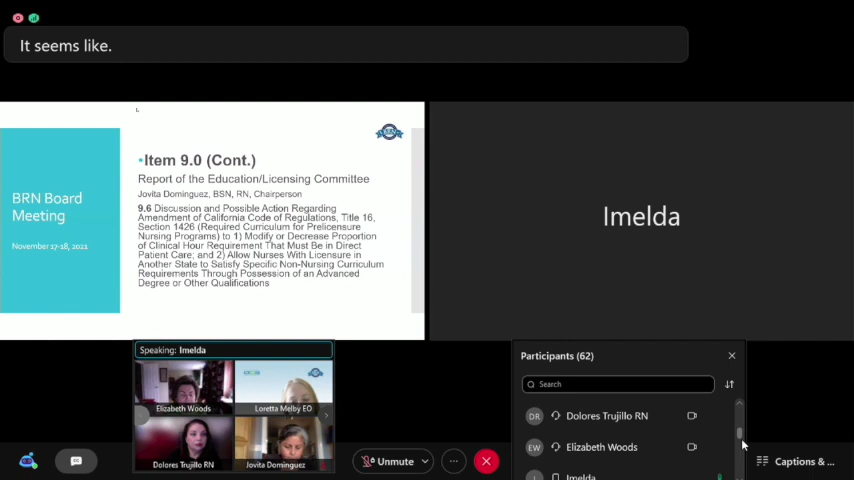 It seems like.
BRN Board
Meeting
November 17-18, 2021
•Item 9.0 (Cont.)
Report of the Education/Licensing Committee
Jovita Dominguez, BSN, RN, Chairperson
9.6 Discussion and Possible Action Regarding
Amendment of California Code of Regulations, Title 16,
Section 1426 (Required Curriculum for Prelicensure
Nursing Programs) to 1) Modify or Decrease Proportion
of Clinical Hour Requirement That Must Be in Direct
Patient Care; and 2) Allow Nurses With Licensure in
Another State to Satisfy Specific Non-Nursing Curriculum
Requirements Through Possession of an Advanced
Degree or Other Qualifications
Imelda
Speaking: Imelda
Elizabeth Woods
Loretta Melby EO
Dolores Trujillo RN
Jovita Dominguez
Participants (62)
Search
DR Dolores Trujillo RN
EW Elizabeth Woods
Imelda
Unmute
Captions & ...